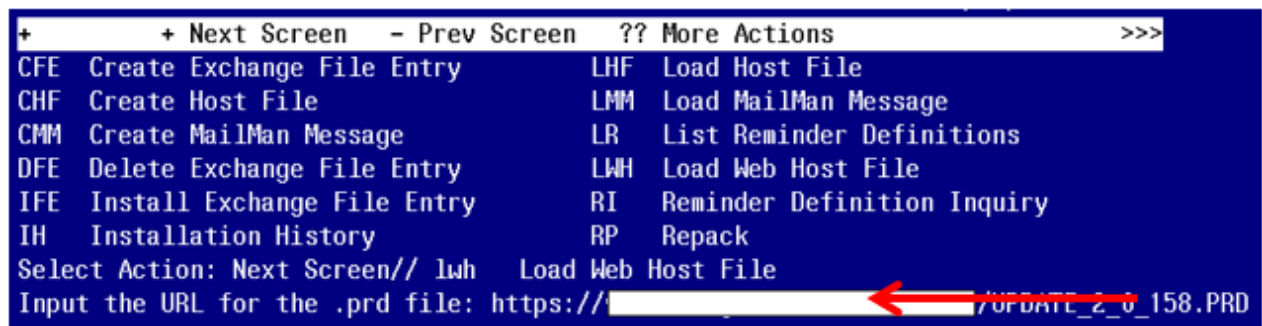 + + Next Screen - Prev Screen ?? More Actions >>>
CFE Create Exchange File Entry LHF Load Host File
CHF Create Host File LMM Load MailMan Message
CMM Create MailMan Message LR List Reminder Definitions
DFE Delete Exchange File Entry LWH Load Web Host File
IFE Install Exchange File Entry RI Reminder Definition Inquiry
IH Installation History RP Repack
Select Action: Next Screen// lwh Load Web Host File
Input the URL for the .prd file: https:// /UPDATE_2_0_158.PRD